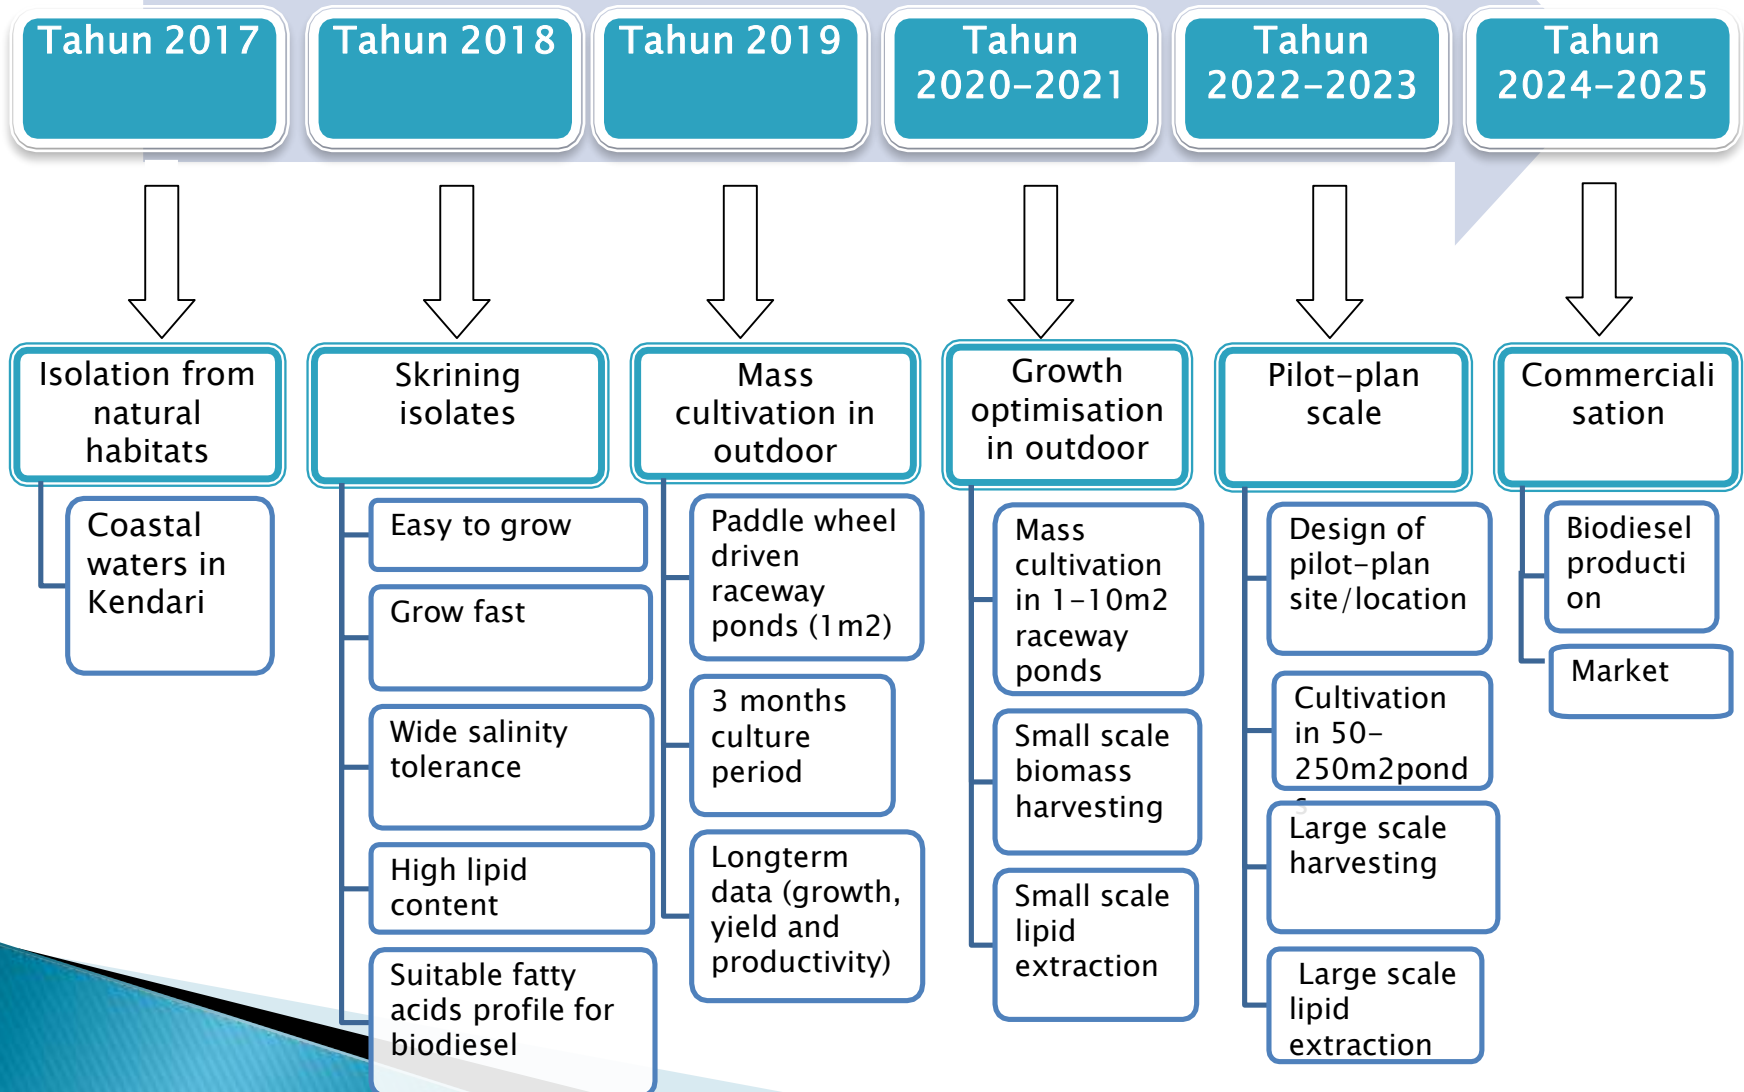 Tahun 2017
Tahun 2018
Tahun 2019
Tahun
2020-2021
Tahun
2022-2023
Tahun
2024-2025
Isolation from
natural
habitats
Coastal
waters in
Kendari
Skrining
isolates
Easy to grow
Grow fast
Wide salinity
tolerance
High lipid
content
Suitable fatty
acids profile for
biodiesel
Mass
cultivation in
outdoor
Paddle wheel
driven
raceway
ponds (1m2)
3 months
culture
period
Longterm
data (growth,
yield and
productivity)
Growth
optimisation
in outdoor
Mass
cultivation
in 1-10m2
raceway
ponds
Small scale
biomass
harvesting
Small scale
lipid
extraction
Pilot-plan
scale
Design of
pilot-plan
site/location
Cultivation
in 50-
250m2pond
s
Large scale
harvesting
Large scale
lipid
extraction
Commerciali
sation
Biodiesel
producti
on
Market